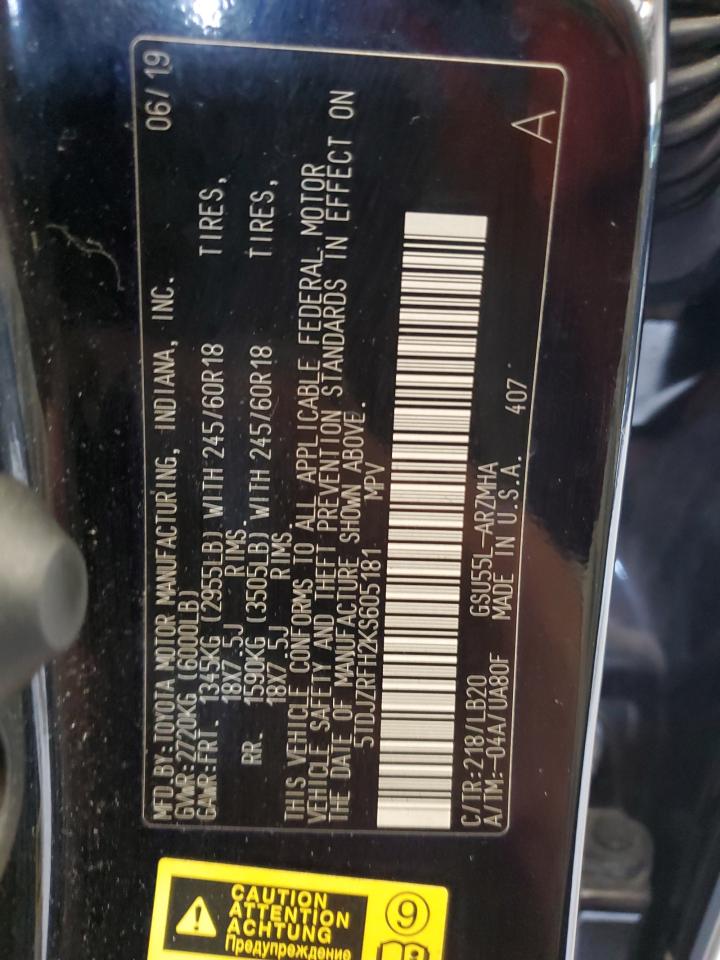 MFD.BY:TOYOTA MOTOR MANUFACTURING, INDIANA, INC. 06/19
GVWR:2720KG (6000LB)
GAWR:FRT. 1345KG (2955LB) WITH 245/60R18 TIRES,
18X7.5J RIMS.
RR. 1590KG (3505LB) WITH 245/60R18 TIRES,
18X7.5J RIMS.
THIS VEHICLE CONFORMS TO ALL APPLICABLE FEDERAL MOTOR
VEHICLE SAFETY AND THEFT PREVENTION STANDARDS IN EFFECT ON
THE DATE OF MANUFACTURE SHOWN ABOVE.
5TDJZRFH2KS605181 MPV
C/TR:218/LB20 GSU55L-ARZMHA
A/TM:-04A/UA80F MADE IN U.S.A. 407
A
CAUTION
ATTENTION
ACHTUNG
Предупреждение
9